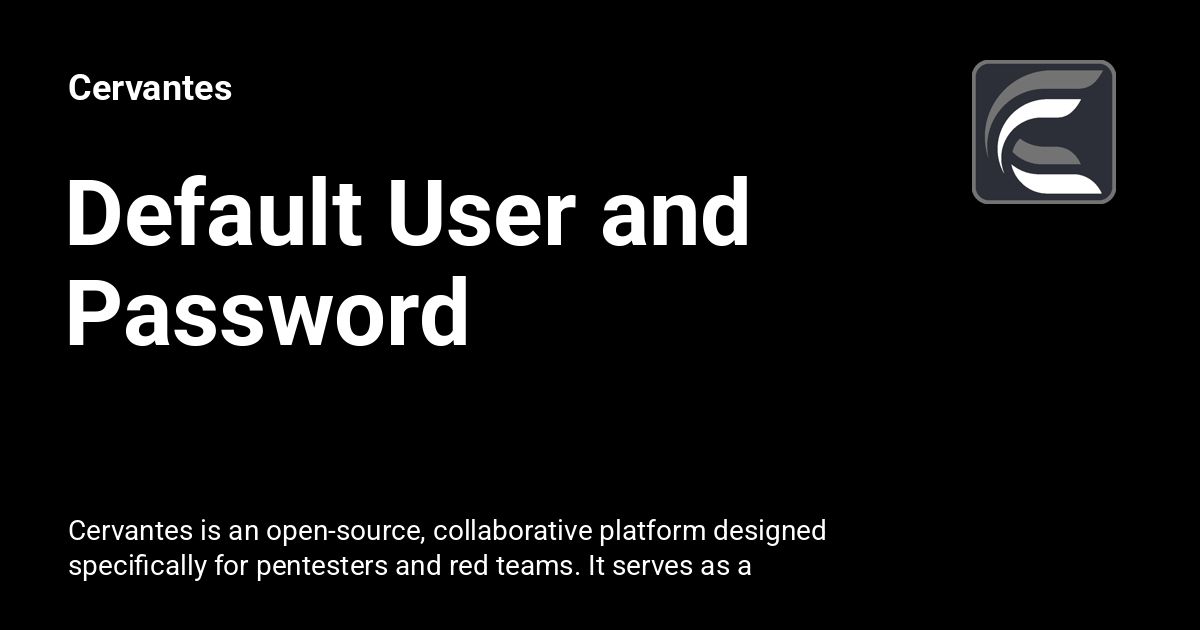 Cervantes
Default User and
Password
Cervantes is an open-source, collaborative platform designed
specifically for pentesters and red teams. It serves as a